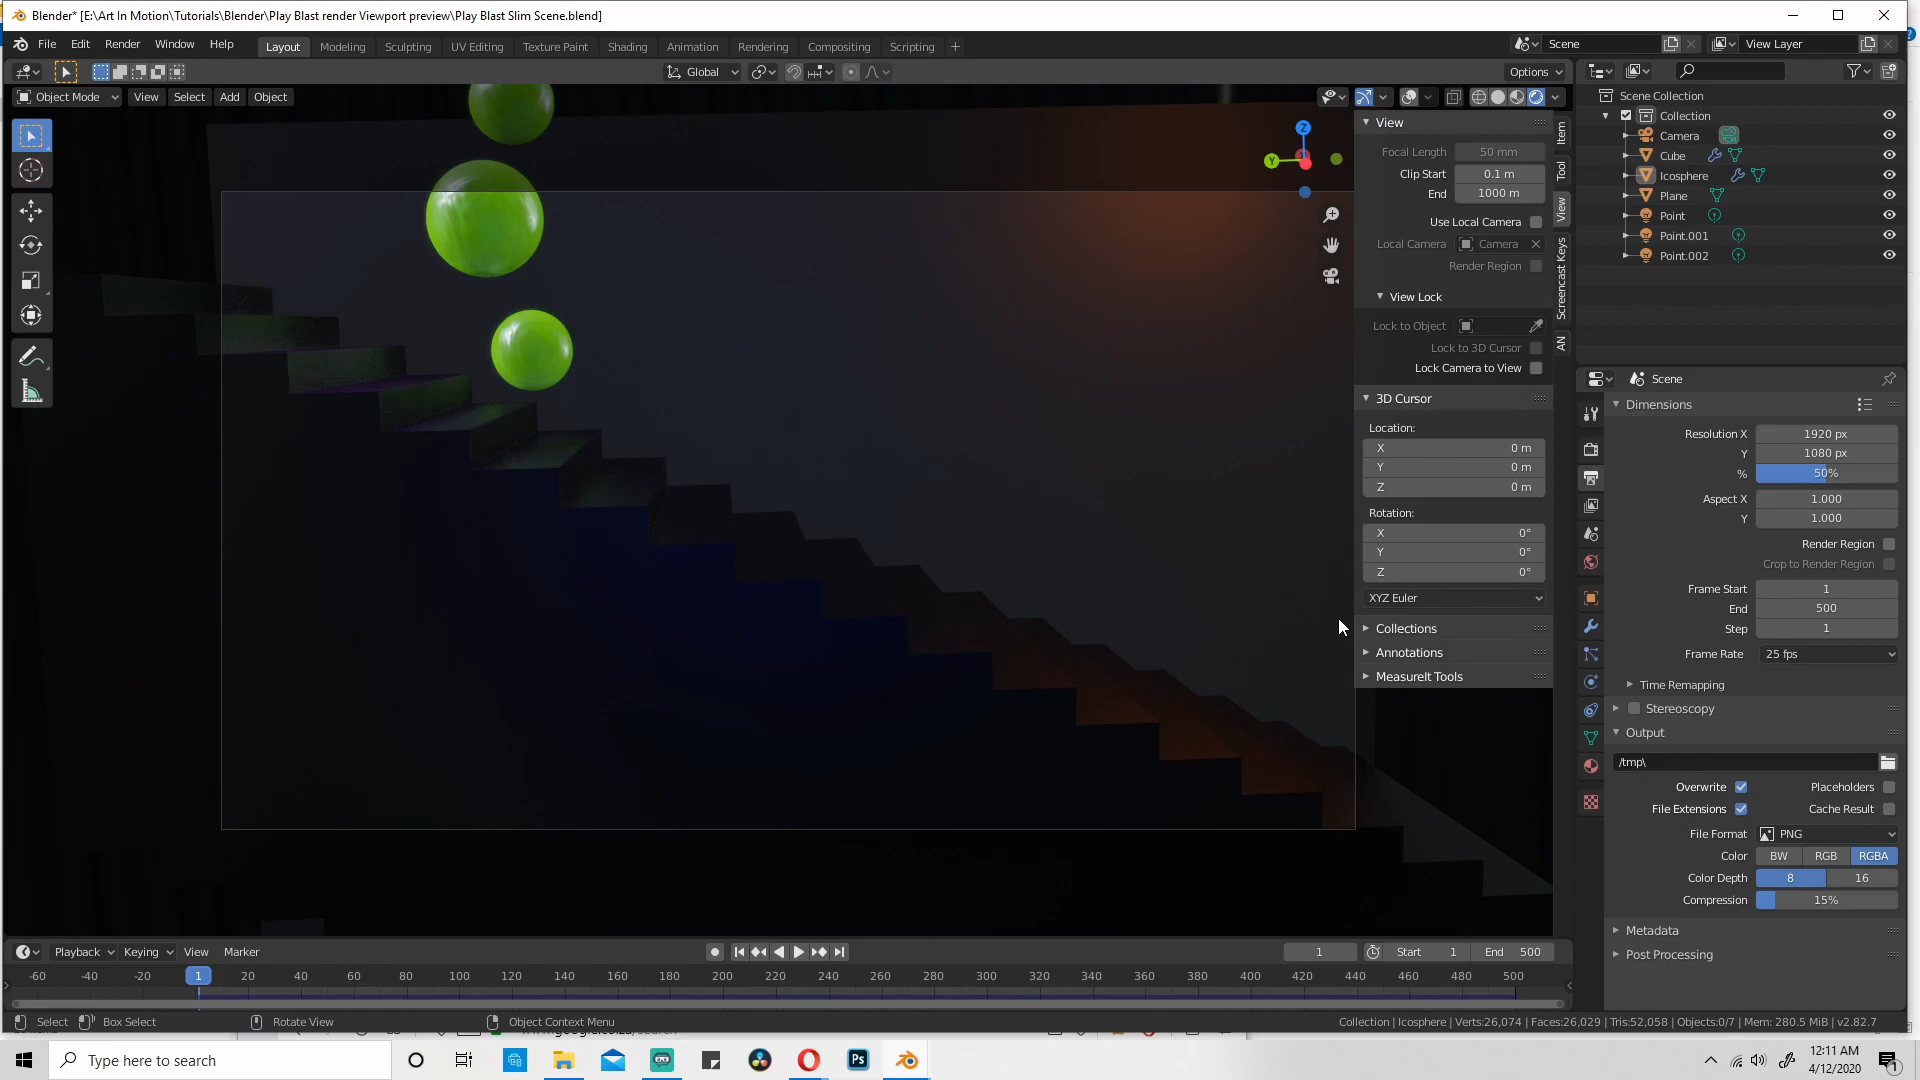 Blender* [E:\Art In Motion\Tutorials\Blender\Play Blast render Viewport preview\Play Blast Slim Scene.blend]
File Edit Render Window Help Layout Modeling Sculpting UV Editing Texture Paint Shading Animation Rendering Compositing Scripting + Scene View Layer
Global Options
Object Mode View Select Add Object
Scene Collection
Collection
Camera
Cube
Icosphere
Plane
Point
Point.001
Point.002
Z
Y
View
Focal Length 50 mm
Clip Start 0.1 m
End 1000 m
Use Local Camera
Local Camera Camera
Render Region
View Lock
Lock to Object
Lock to 3D Cursor
Lock Camera to View
3D Cursor
Location:
X 0 m
Y 0 m
Z 0 m
Rotation:
X 0°
Y 0°
Z 0°
XYZ Euler
Collections
Annotations
MeasureIt Tools
Item
Tool
View
Screencast Keys
AN
Scene
Dimensions
Resolution X 1920 px
Y 1080 px
% 50%
Aspect X 1.000
Y 1.000
Render Region
Crop to Render Region
Frame Start 1
End 500
Step 1
Frame Rate 25 fps
Time Remapping
Stereoscopy
Output
/tmp\
Overwrite Placeholders
File Extensions Cache Result
File Format PNG
Color BW RGB RGBA
Color Depth 8 16
Compression 15%
Metadata
Post Processing
Playback Keying View Marker 1 Start 1 End 500
-60 -40 -20 1 20 40 60 80 100 120 140 160 180 200 220 240 260 280 300 320 340 360 380 400 420 440 460 480 500
Select Box Select Rotate View Object Context Menu Collection | Icosphere | Verts:26,074 | Faces:26,029 | Tris:52,058 | Objects:0/7 | Mem: 280.5 MiB | v2.82.7
Type here to search
Ps
12:11 AM
4/12/2020
1